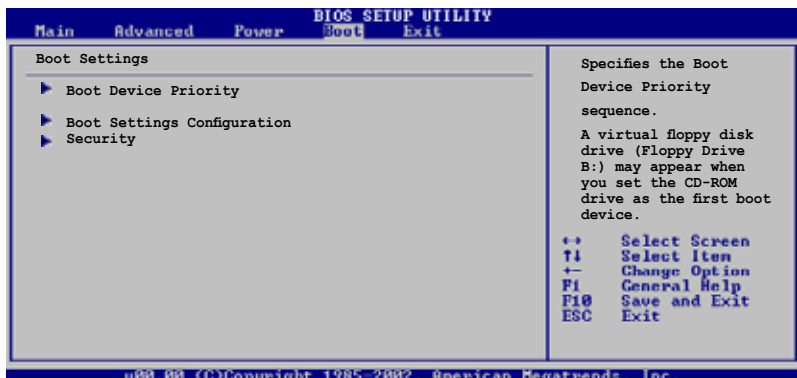 BIOS SETUP UTILITY
Main Advanced Power Boot Exit
Boot Settings
Boot Device Priority
Boot Settings Configuration
Security
Specifies the Boot
Device Priority
sequence.
A virtual floppy disk
drive (Floppy Drive
B:) may appear when
you set the CD-ROM
drive as the first boot
device.
↔ Select Screen
↑↓ Select Item
+- Change Option
F1 General Help
F10 Save and Exit
ESC Exit
v00.00 (C)Copyright 1985-2002, American Megatrends, Inc.